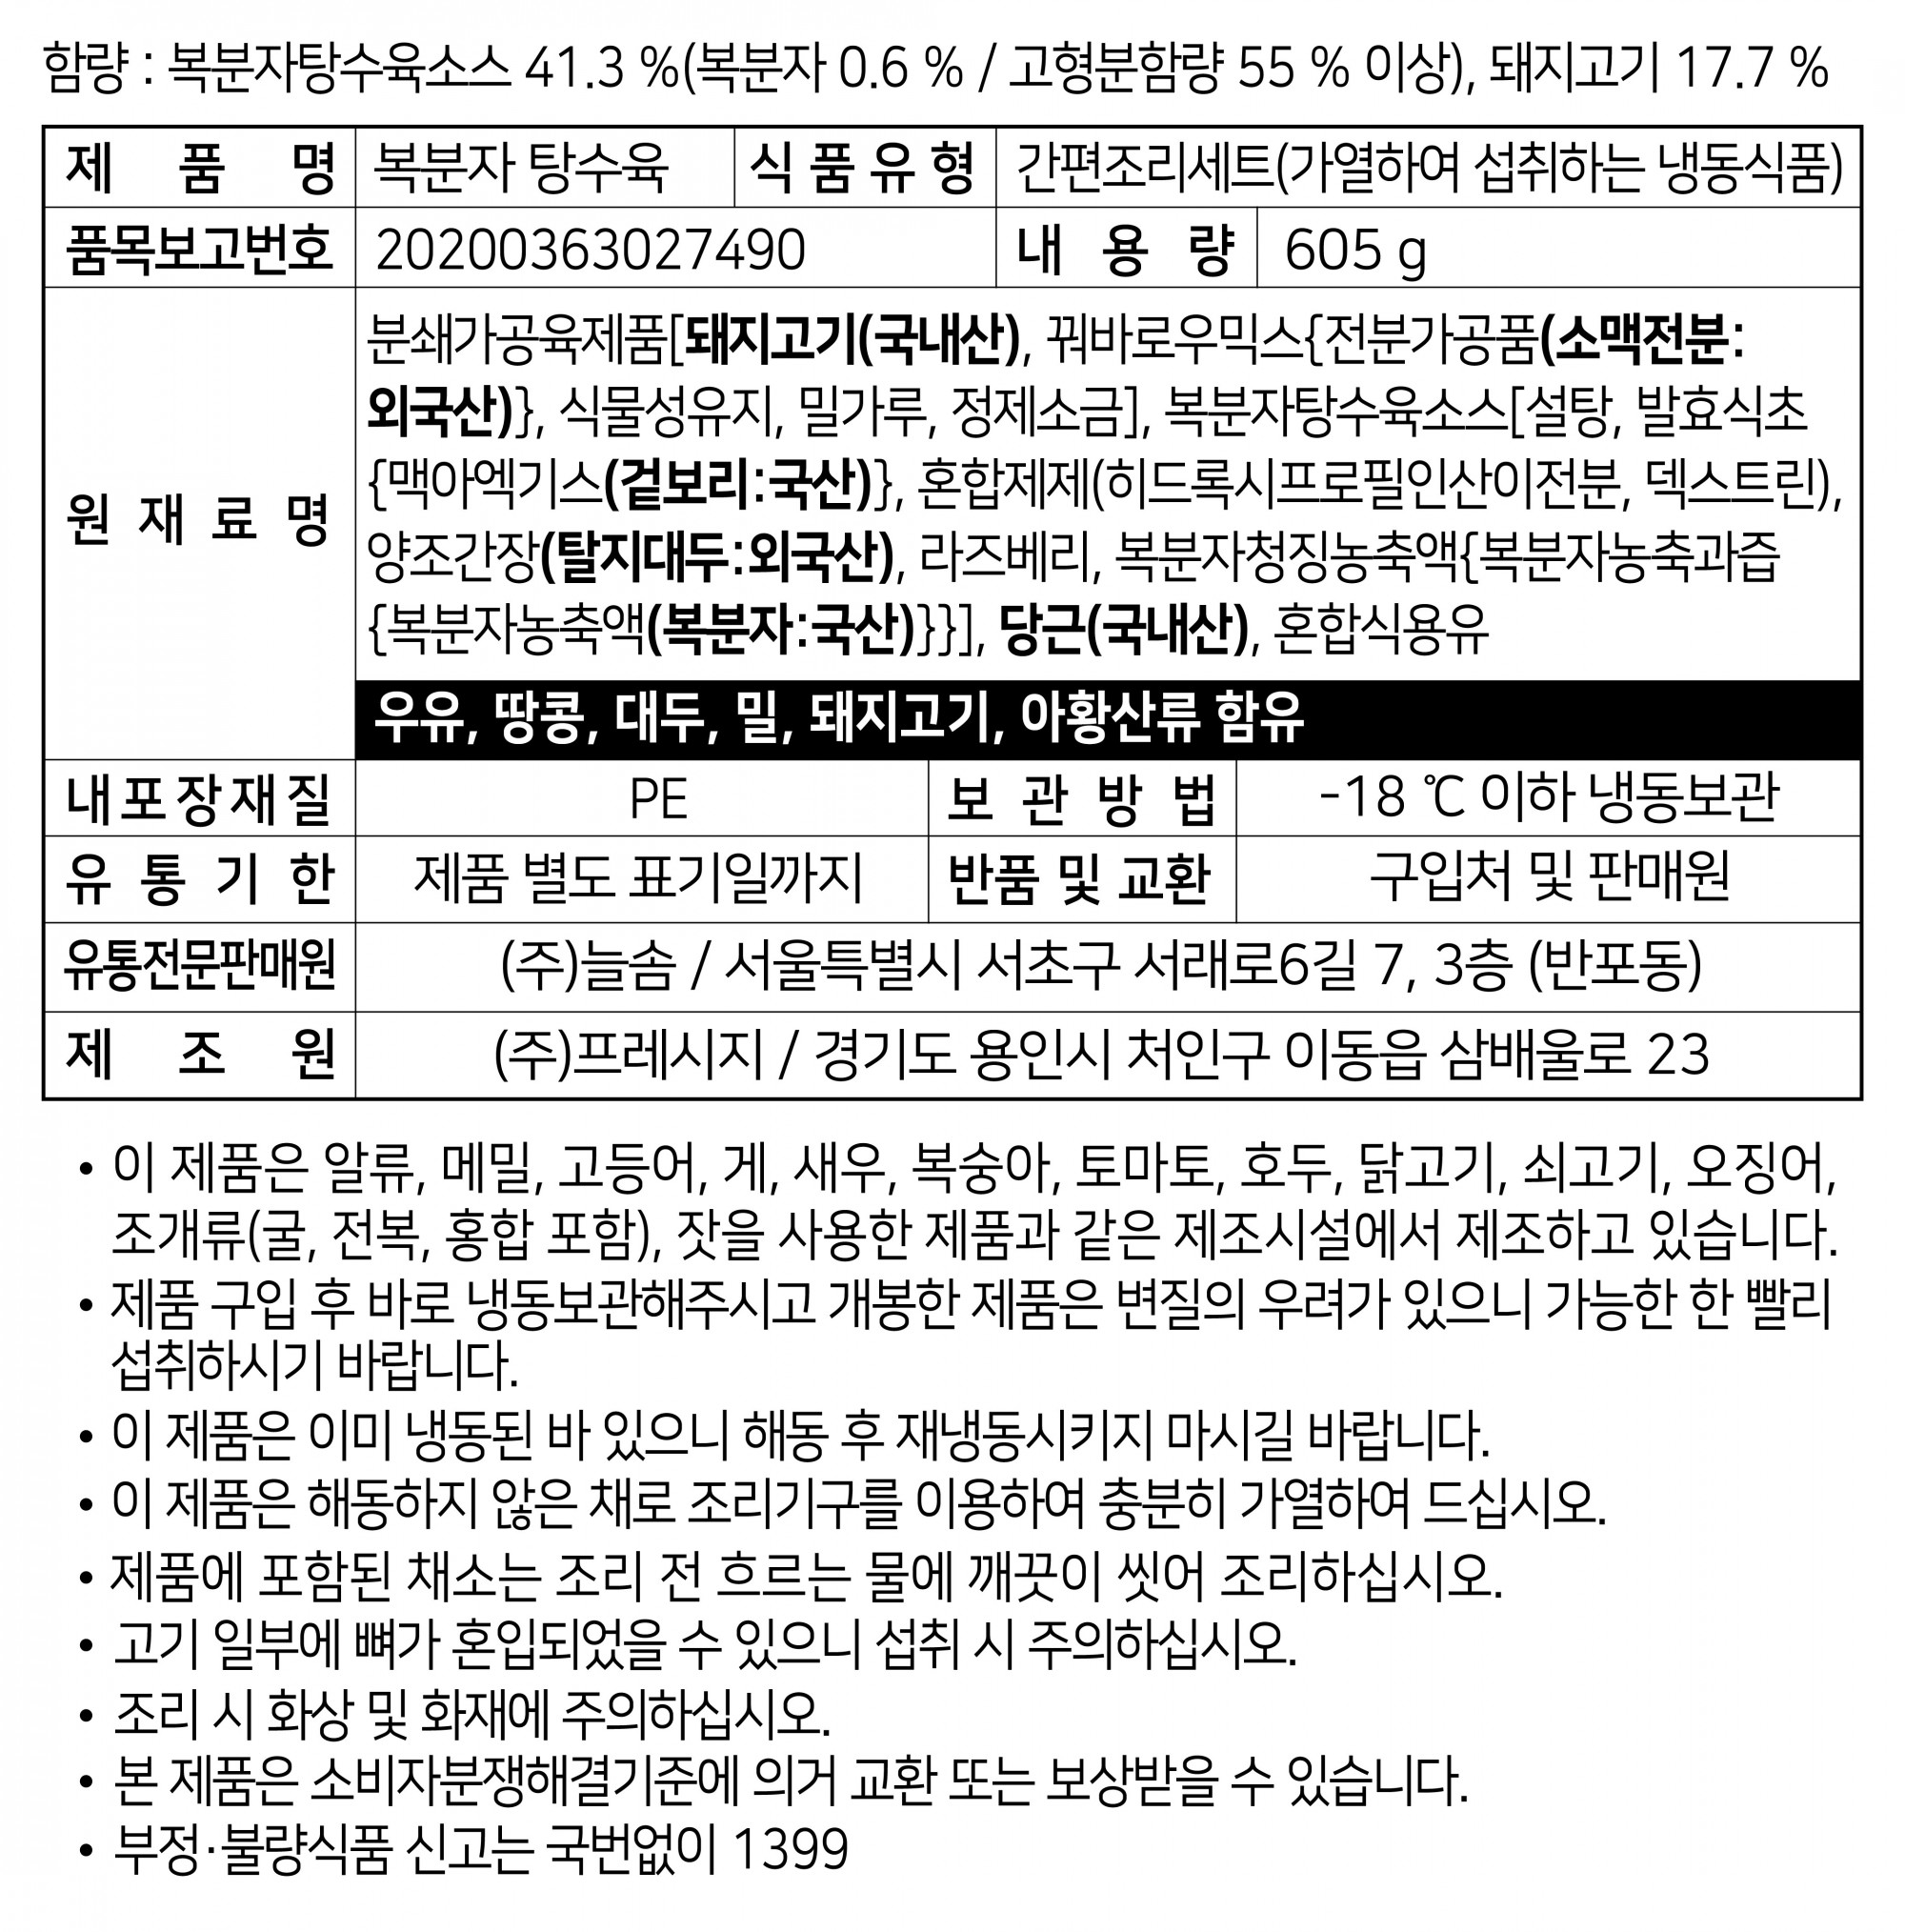 함량 : 복분자탕수육소스 41.3 %(복분자 0.6 % / 고형분함량 55 % 이상), 돼지고기 17.7 %
제품명 복분자 탕수육 식품유형 간편조리세트(가열하여 섭취하는 냉동식품)
품목보고번호 20200363027490 내용량 605 g
원재료명
분쇄가공육제품[돼지고기(국내산), 꿔바로우믹스{전분가공품(소맥전분:
외국산)}, 식물성유지, 밀가루, 정제소금], 복분자탕수육소스[설탕, 발효식초
{맥아엑기스(겉보리:국산)}, 혼합제제(히드록시프로필인산이전분, 덱스트린),
양조간장(탈지대두:외국산), 라즈베리, 복분자청징농축액{복분자농축과즙
{복분자농축액(복분자:국산)}}], 당근(국내산), 혼합식용유
우유, 땅콩, 대두, 밀, 돼지고기, 아황산류 함유
내포장재질 PE 보관방법 -18 ℃ 이하 냉동보관
유통기한 제품 별도 표기일까지 반품 및 교환 구입처 및 판매원
유통전문판매원 (주)늘솜 / 서울특별시 서초구 서래로6길 7, 3층 (반포동)
제조원 (주)프레시지 / 경기도 용인시 처인구 이동읍 삼배울로 23
• 이 제품은 알류, 메밀, 고등어, 게, 새우, 복숭아, 토마토, 호두, 닭고기, 쇠고기, 오징어,
조개류(굴, 전복, 홍합 포함), 잣을 사용한 제품과 같은 제조시설에서 제조하고 있습니다.
• 제품 구입 후 바로 냉동보관해주시고 개봉한 제품은 변질의 우려가 있으니 가능한 한 빨리
섭취하시기 바랍니다.
• 이 제품은 이미 냉동된 바 있으니 해동 후 재냉동시키지 마시길 바랍니다.
• 이 제품은 해동하지 않은 채로 조리기구를 이용하여 충분히 가열하여 드십시오.
• 제품에 포함된 채소는 조리 전 흐르는 물에 깨끗이 씻어 조리하십시오.
• 고기 일부에 뼈가 혼입되었을 수 있으니 섭취 시 주의하십시오.
• 조리 시 화상 및 화재에 주의하십시오.
• 본 제품은 소비자분쟁해결기준에 의거 교환 또는 보상받을 수 있습니다.
• 부정·불량식품 신고는 국번없이 1399